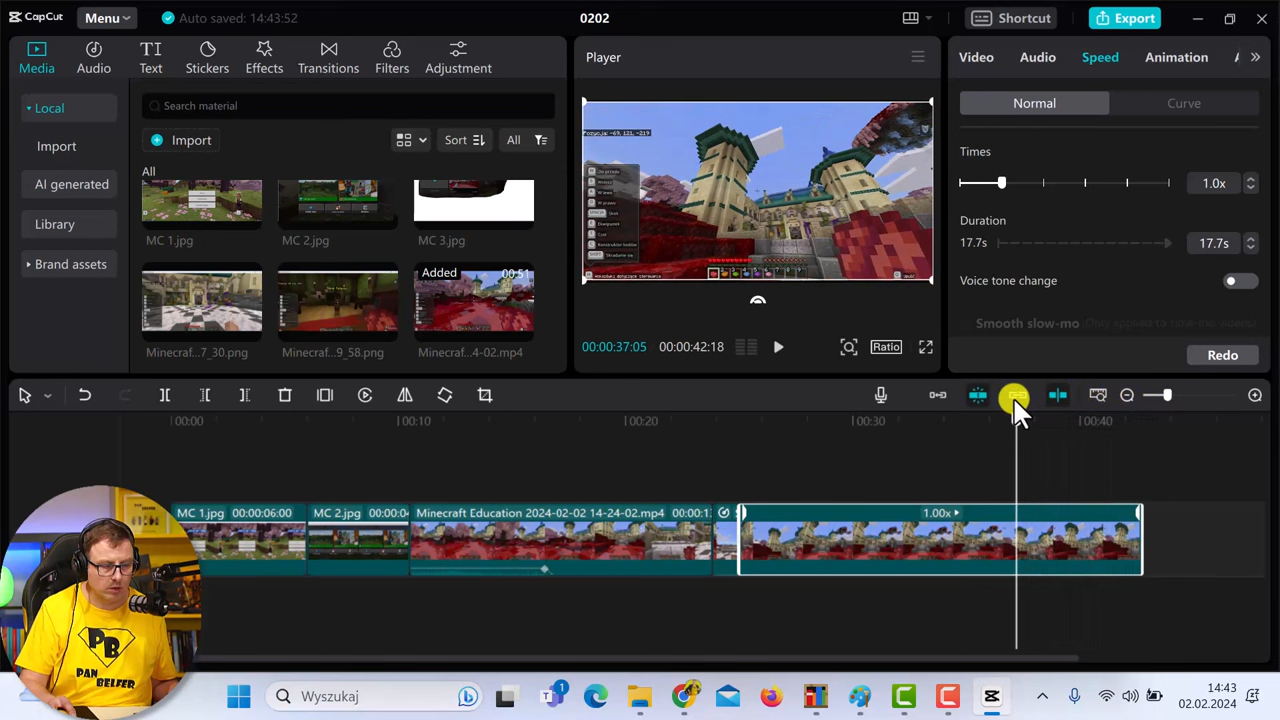 CapCut
Menu
Auto saved: 14:43:52
0202
Shortcut
Export
Media
Audio
Text
Stickers
Effects
Transitions
Filters
Adjustment
Local
Import
AI generated
Library
Brand assets
Search material
Import
Sort
All
All
MC 1.jpg
MC 2.jpg
MC 3.jpg
Added
00:51
Minecraf...7_30.png
Minecraf...9_58.png
Minecraf...4-02.mp4
Player
Pozycja: -69, 121, -219
00:00:37:05
00:00:42:18
Ratio
Video
Audio
Speed
Animation
Normal
Curve
Times
1.0x
Duration
17.7s
17.7s
Voice tone change
Smooth slow-mo
Redo
00:00
00:10
00:20
00:30
00:40
MC 1.jpg 00:00:06:00
MC 2.jpg
Minecraft Education 2024-02-02 14-24-02.mp4
1.00x
PB
PAN
BELFER
Wyszukaj
1
14:43
02.02.2024